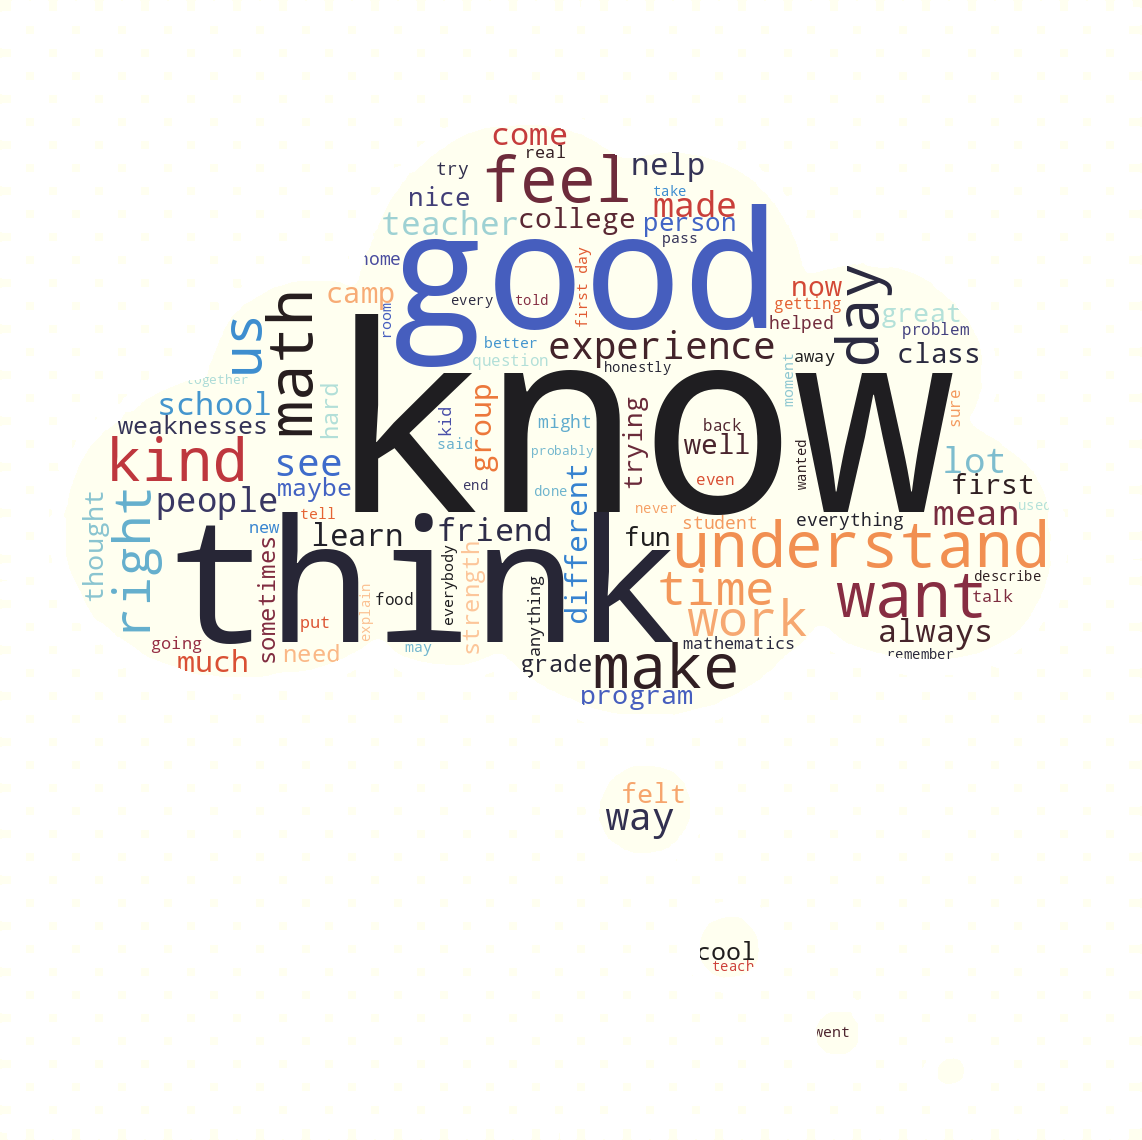 come
real
try
feel
nelp
nice
take
made
teacher
college
person
pass
good
nome
camp
every
told
first day
now
getting
day
great
room
math
us
helped
problem
better
experience
question
honestly
moment
away
class
together
know
school
hard
weaknesses
kid
group
might
trying
back
well
sure
kind
see
said
probably
wanted
lot
maybe
end
done
even
first
people
right
thought
never
used
tell
new
learn
friend
different
student
everything
mean
fun
understand
think
sometimes
everybody
strength
anything
time
want
describe
talk
explain
food
put
work
always
going
may
mathematics
remember
much
need
grade
make
program
felt
way
cool
teach
went